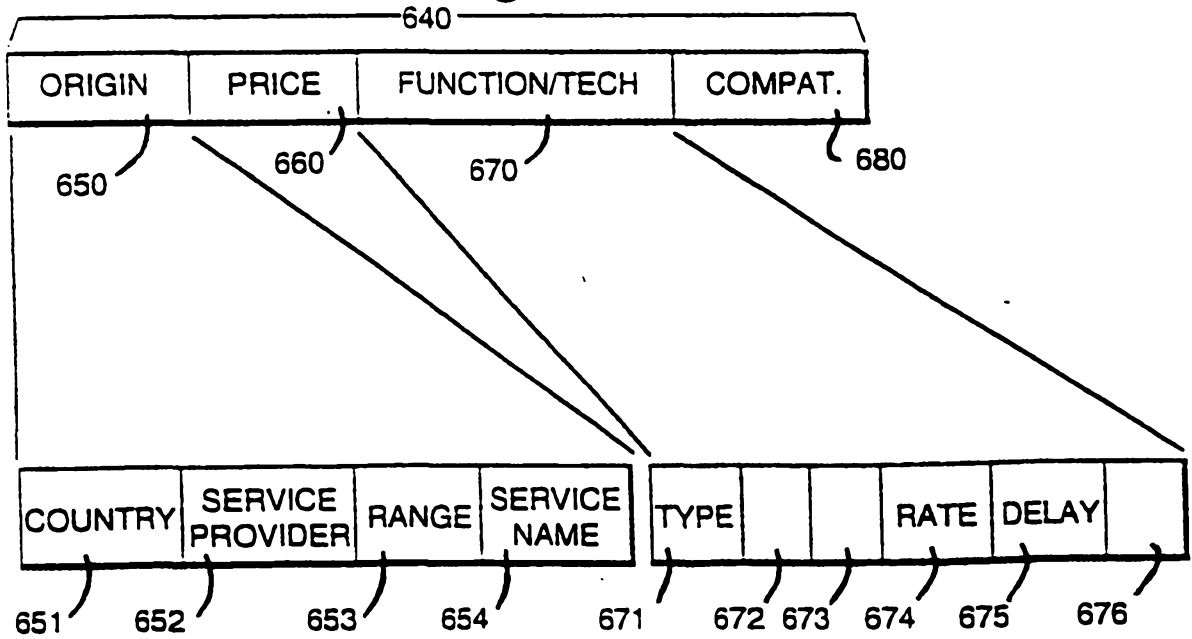 640
ORIGIN PRICE FUNCTION/TECH COMPAT.
650 660 670 680
COUNTRY SERVICE PROVIDER RANGE SERVICE NAME TYPE RATE DELAY
651 652 653 654 671 672 673 674 675 676